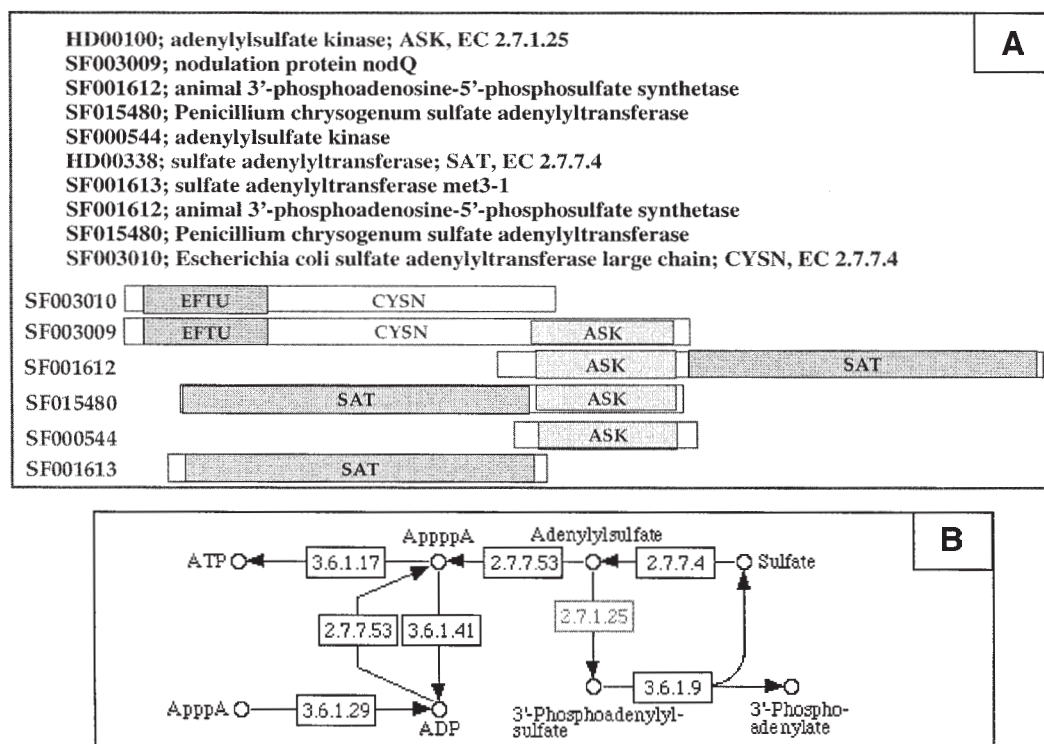 A
HD00100; adenylylsulfate kinase; ASK, EC 2.7.1.25
SF003009; nodulation protein nodQ
SF001612; animal 3'-phosphoadenosine-5'-phosphosulfate synthetase
SF015480; Penicillium chrysogenum sulfate adenylyltransferase
SF000544; adenylylsulfate kinase
HD00338; sulfate adenylyltransferase; SAT, EC 2.7.7.4
SF001613; sulfate adenylyltransferase met3-1
SF001612; animal 3'-phosphoadenosine-5'-phosphosulfate synthetase
SF015480; Penicillium chrysogenum sulfate adenylyltransferase
SF003010; Escherichia coli sulfate adenylyltransferase large chain; CYSN, EC 2.7.7.4
SF003010 EFTU CYSN
SF003009 EFTU CYSN ASK
SF001612 ASK SAT
SF015480 SAT ASK
SF000544 ASK
SF001613 SAT
B
AppppA Adenylylsulfate
ATP 3.6.1.17 2.7.7.53 2.7.7.4 Sulfate
2.7.7.53 3.6.1.41 2.7.1.25
ApppA 3.6.1.29 ADP 3.6.1.9
3'-Phosphoadenylyl-
sulfate
3'-Phospho-
adenylate